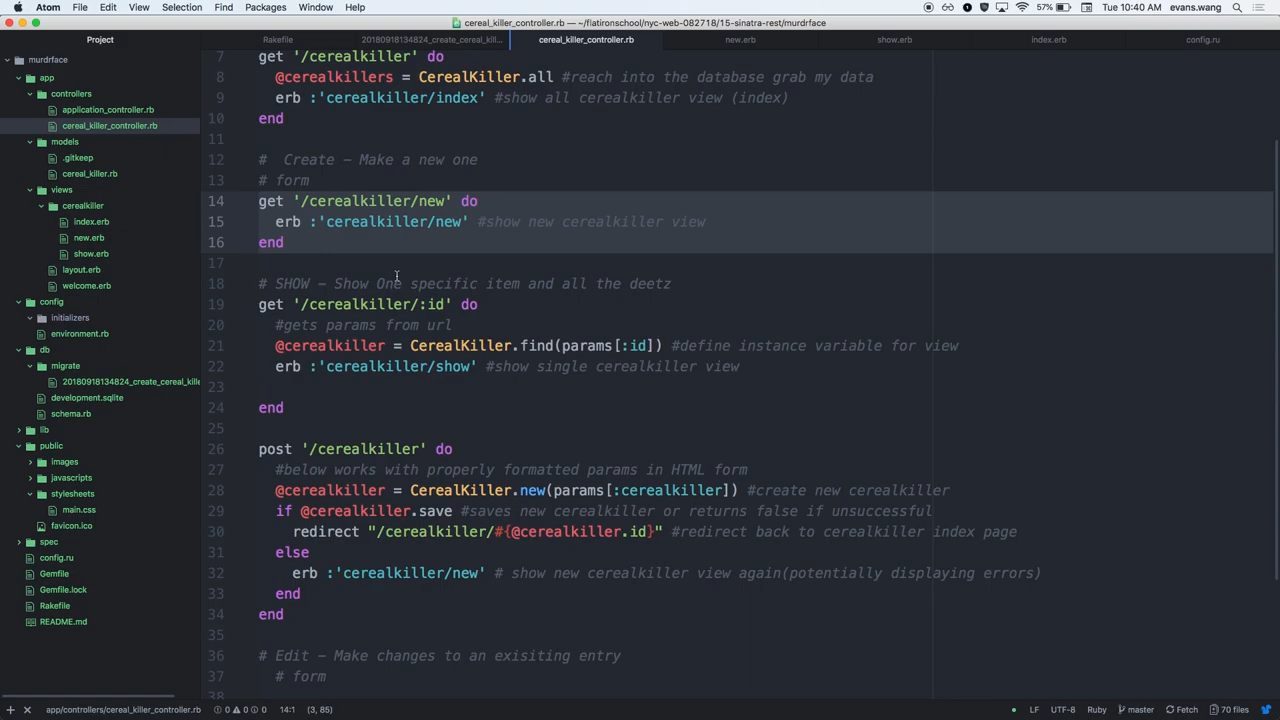 Atom File Edit View Selection Find Packages Window Help 57% Tue 10:40 AM evans.wang
cereal_killer_controller.rb — ~/flatironschool/nyc-web-082718/15-sinatra-rest/murdrface
Project
Rakefile 20180918134824_create_cereal_kill... cereal_killer_controller.rb new.erb show.erb index.erb config.ru
murdrface
app
controllers
application_controller.rb
cereal_killer_controller.rb
models
.gitkeep
cereal_killer.rb
views
cerealkiller
index.erb
new.erb
show.erb
layout.erb
welcome.erb
config
initializers
environment.rb
db
migrate
20180918134824_create_cereal_kille
development.sqlite
schema.rb
lib
public
images
javascripts
stylesheets
main.css
favicon.ico
spec
config.ru
Gemfile
Gemfile.lock
Rakefile
README.md
7 get '/cerealkiller' do
8 @cerealkillers = CerealKiller.all #reach into the database grab my data
9 erb :'cerealkiller/index' #show all cerealkiller view (index)
10 end
11
12 # Create - Make a new one
13 # form
14 get '/cerealkiller/new' do
15 erb :'cerealkiller/new' #show new cerealkiller view
16 end
17
18 # SHOW - Show One specific item and all the deetz
19 get '/cerealkiller/:id' do
20 #gets params from url
21 @cerealkiller = CerealKiller.find(params[:id]) #define instance variable for view
22 erb :'cerealkiller/show' #show single cerealkiller view
23
24 end
25
26 post '/cerealkiller' do
27 #below works with properly formatted params in HTML form
28 @cerealkiller = CerealKiller.new(params[:cerealkiller]) #create new cerealkiller
29 if @cerealkiller.save #saves new cerealkiller or returns false if unsuccessful
30 redirect "/cerealkiller/#{@cerealkiller.id}" #redirect back to cerealkiller index page
31 else
32 erb :'cerealkiller/new' # show new cerealkiller view again(potentially displaying errors)
33 end
34 end
35
36 # Edit - Make changes to an exisiting entry
37 # form
38
app/controllers/cereal_killer_controller.rb 0 0 0 14:1 (3, 85) LF UTF-8 Ruby master Fetch 70 files